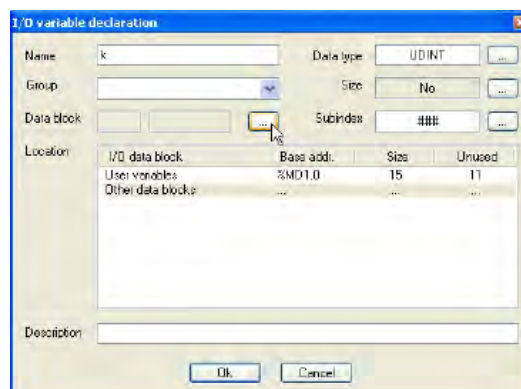 I/O variable declaration
Name k Data type UDINT ...
Group Size No ...
Data block ... Subindex ### ...
Location
I/O data block Base addr. Size Unused
User variables %MD1.0 15 11
Other data blocks ... ... ...
Description
Ok Cancel